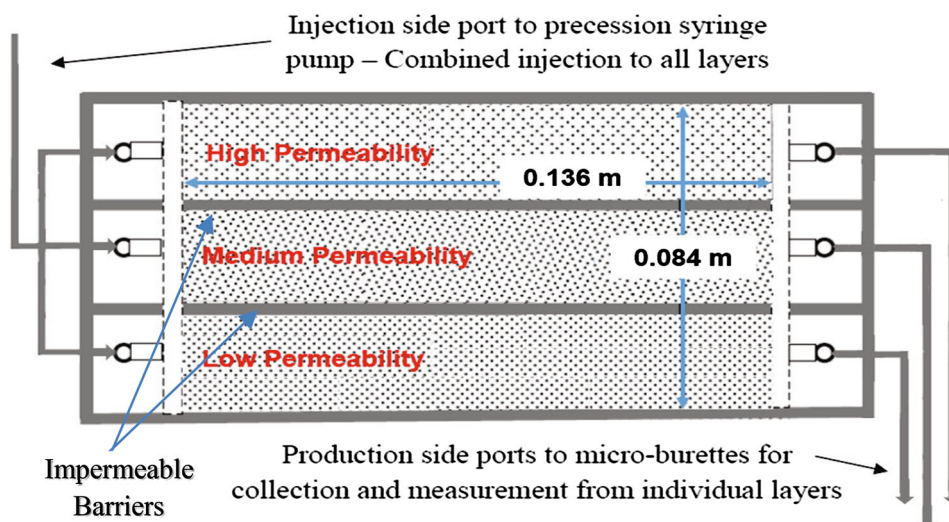 Injection side port to precession syringe
pump – Combined injection to all layers
High Permeability
0.136 m
Medium Permeability
0.084 m
Low Permeability
Impermeable
Barriers
Production side ports to micro-burettes for
collection and measurement from individual layers